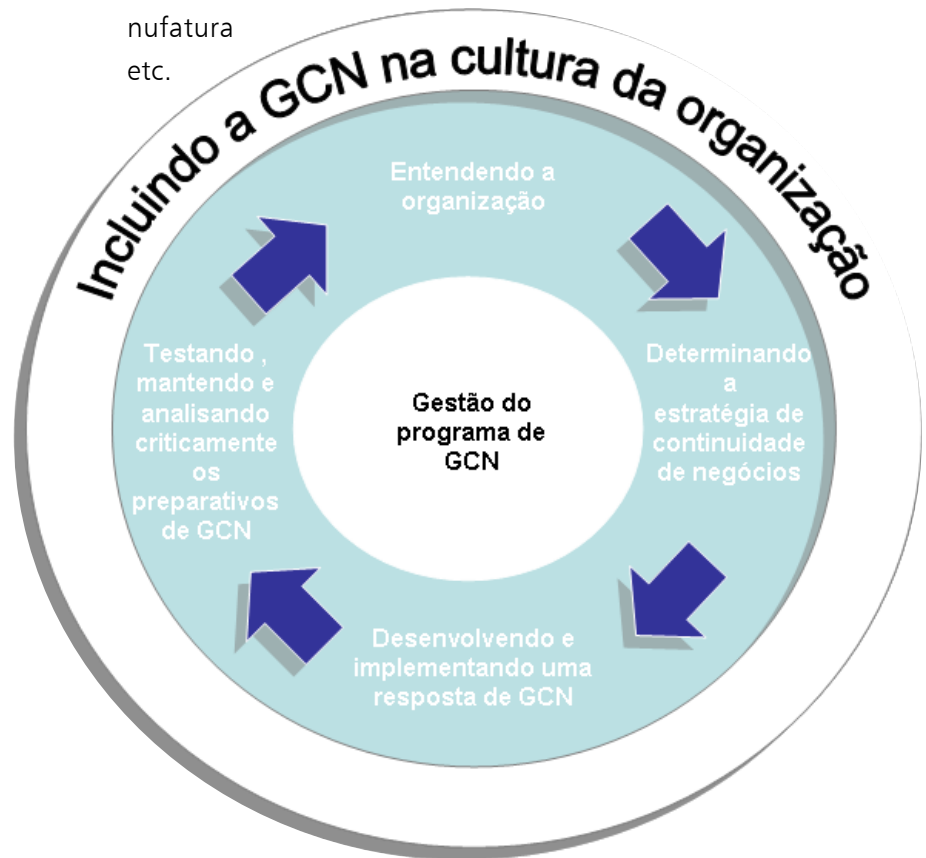 nufatura
etc.
Incluindo a GCN na cultura da organização
Entendendo a
organização
Determinando
a
estratégia de
continuidade
de negócios
Gestão do
programa de
GCN
Testando ,
mantendo e
analisando
criticamente
os
preparativos
de GCN
Desenvolvendo e
implementando uma
resposta de GCN